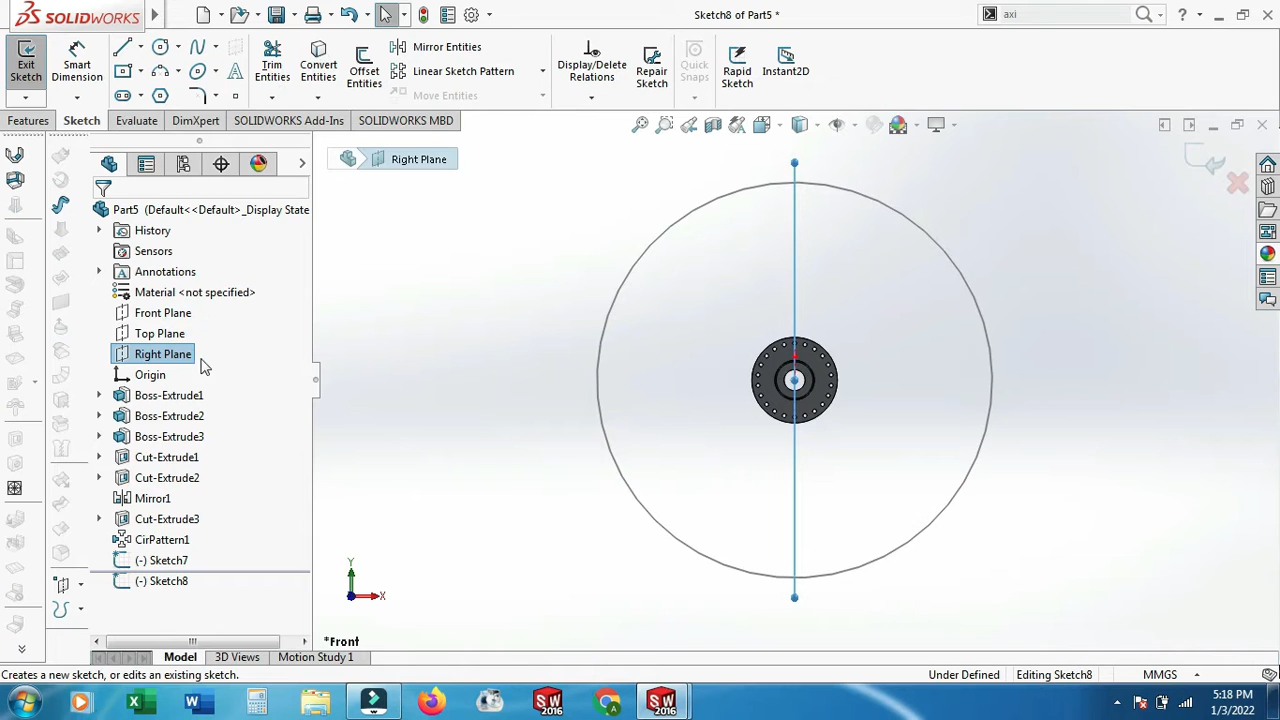 SOLIDWORKS
Sketch8 of Part5 *
axi
Exit Sketch
Smart Dimension
Trim Entities
Convert Entities
Offset Entities
Mirror Entities
Linear Sketch Pattern
Move Entities
Display/Delete Relations
Repair Sketch
Quick Snaps
Rapid Sketch
Instant2D
Features
Sketch
Evaluate
DimXpert
SOLIDWORKS Add-Ins
SOLIDWORKS MBD
Right Plane
Part5 (Default<<Default>_Display State
History
Sensors
Annotations
Material <not specified>
Front Plane
Top Plane
Right Plane
Origin
Boss-Extrude1
Boss-Extrude2
Boss-Extrude3
Cut-Extrude1
Cut-Extrude2
Mirror1
Cut-Extrude3
CirPattern1
(-) Sketch7
(-) Sketch8
Y
X
*Front
Model
3D Views
Motion Study 1
Creates a new sketch, or edits an existing sketch.
Under Defined
Editing Sketch8
MMGS
SW 2016
SW 2016
5:18 PM
1/3/2022